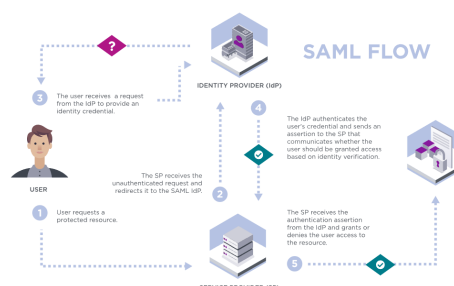 SAML FLOW
?
IDENTITY PROVIDER (IdP)
3
The user receives a request
from the IdP to provide an
identity credential.
4
The IdP authenticates the
user's credential and sends an
assertion to the SP that
communicates whether the
user should be granted access
based on identity verification.
The SP receives the
unauthenticated request and
redirects it to the SAML IdP.
2
USER
1
User requests a
protected resource.
The SP receives the
authentication assertion
from the IdP and grants or
denies the user access to
the resource.
5
SERVICE PROVIDER (SP)